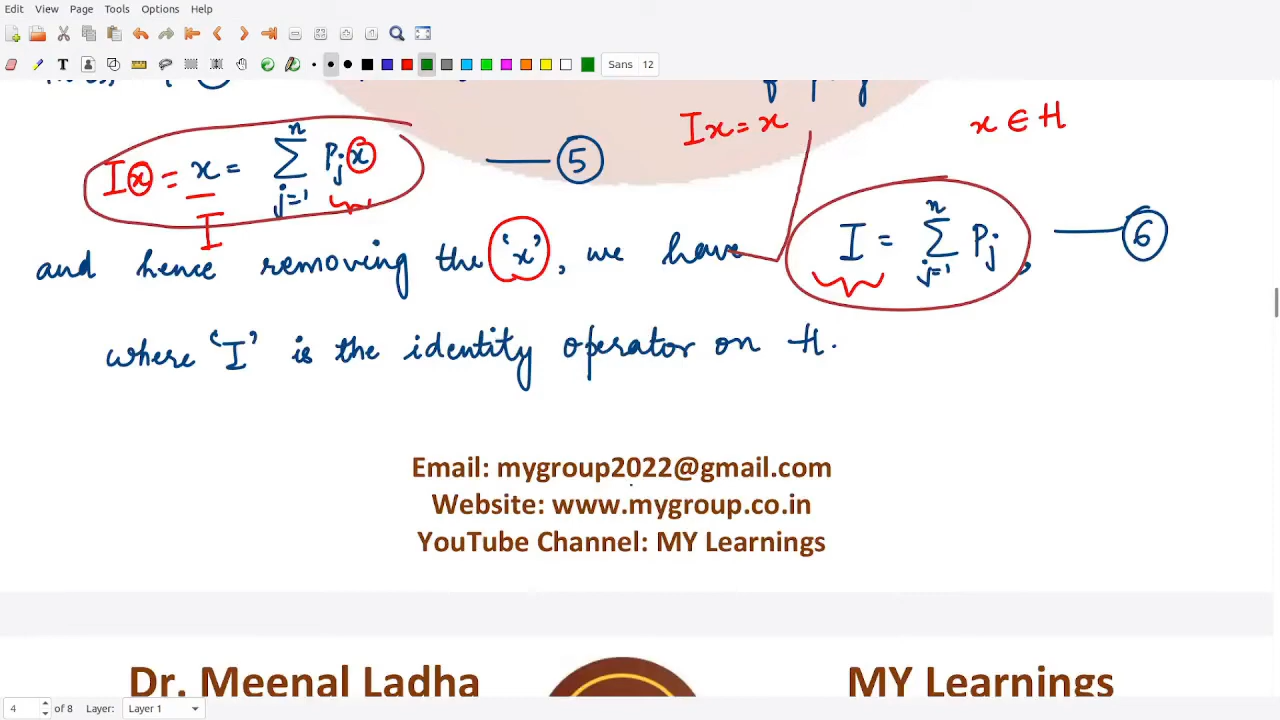 Edit View Page Tools Options Help
Sans 12
Ix = x
x ∈ H
Ix = x = \sum_{j=1}^{n} P_j x —— ⑤
I
and hence removing the 'x', we have I = \sum_{j=1}^{n} P_j, —— ⑥
where 'I' is the identity operator on H.
Email: mygroup2022@gmail.com
Website: www.mygroup.co.in
YouTube Channel: MY Learnings
Dr. Meenal Ladha MY Learnings
4 of 8 Layer: Layer 1